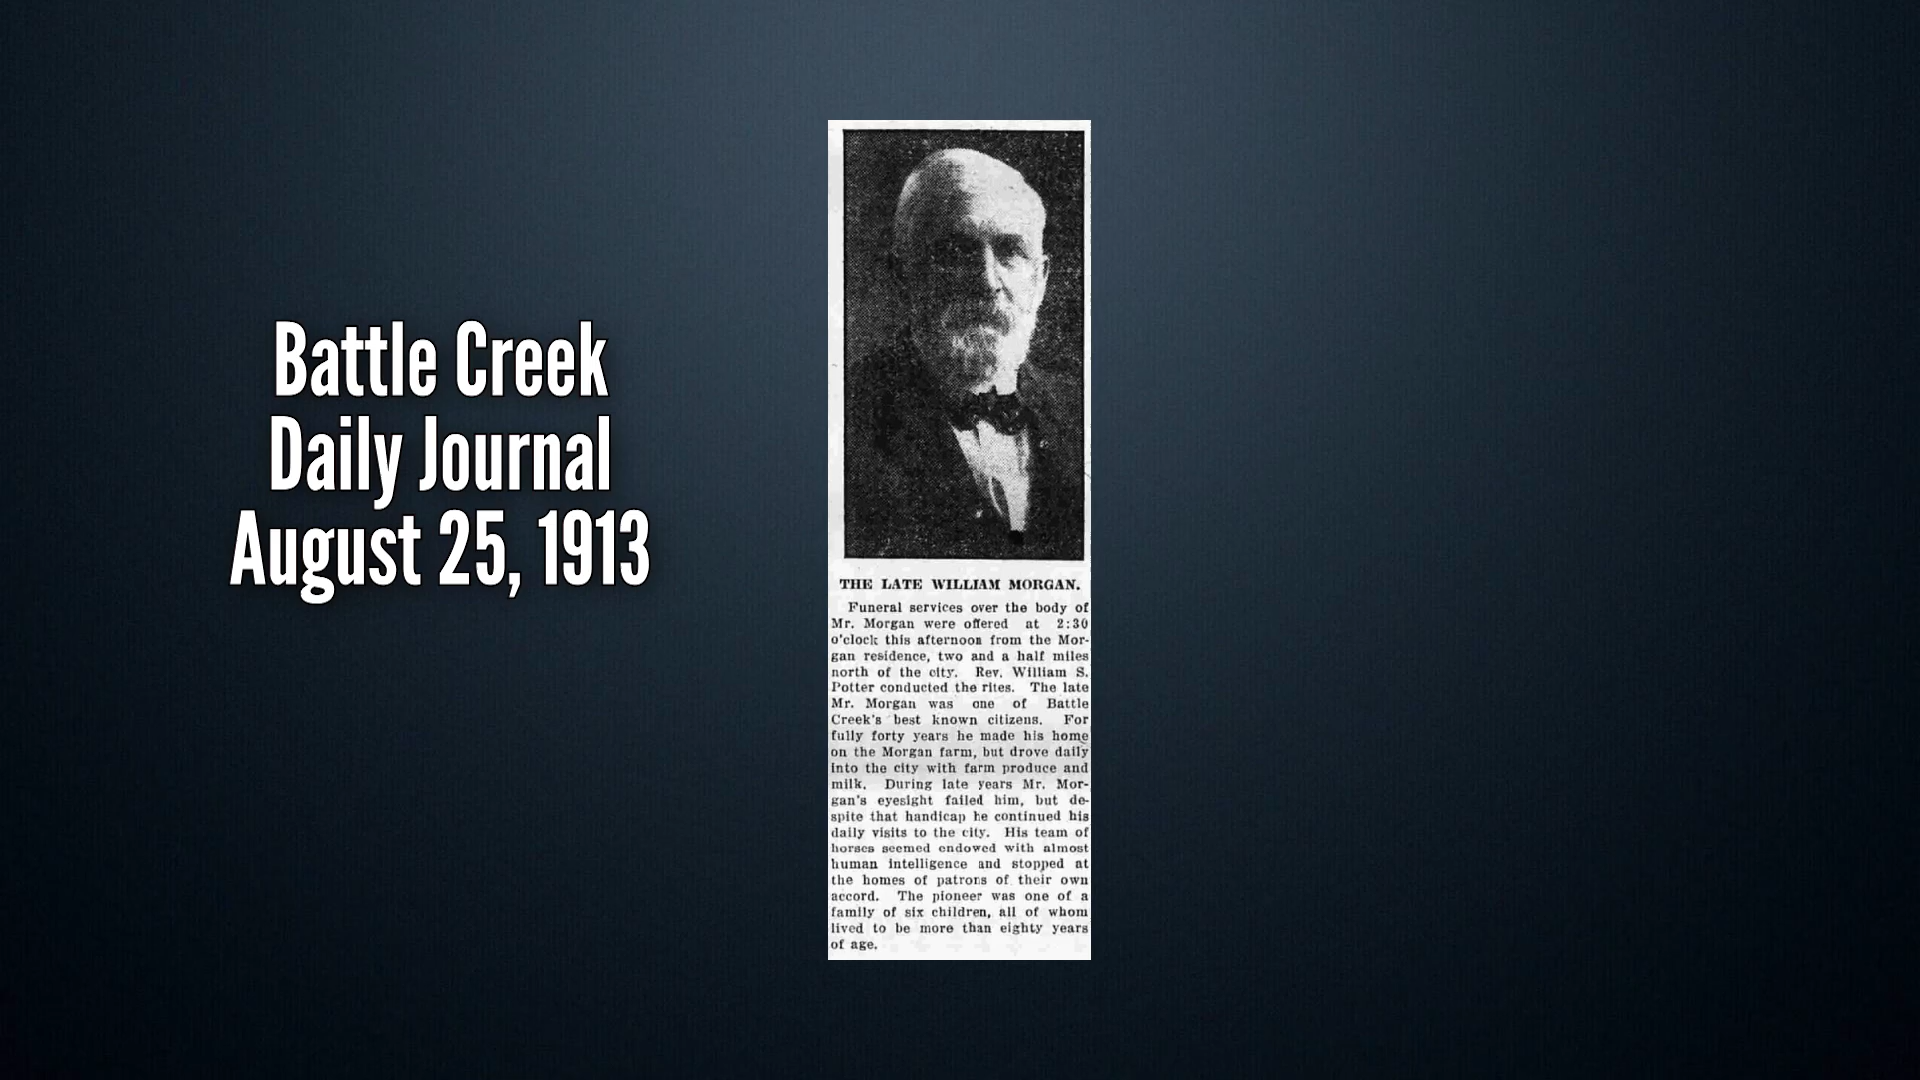 Battle Creek
Daily Journal
August 25, 1913
THE LATE WILLIAM MORGAN.
Funeral services over the body of
Mr. Morgan were offered at 2:30
o'clock this afternoon from the Mor-
gan residence, two and a half miles
north of the city. Rev. William S.
Potter conducted the rites. The late
Mr. Morgan was one of Battle
Creek's best known citizens. For
fully forty years he made his home
on the Morgan farm, but drove daily
into the city with farm produce and
milk. During late years Mr. Mor-
gan's eyesight failed him, but de-
spite that handicap he continued his
daily visits to the city. His team of
horses seemed endowed with almost
human intelligence and stopped at
the homes of patrons of their own
accord. The pioneer was one of a
family of six children, all of whom
lived to be more than eighty years
of age.